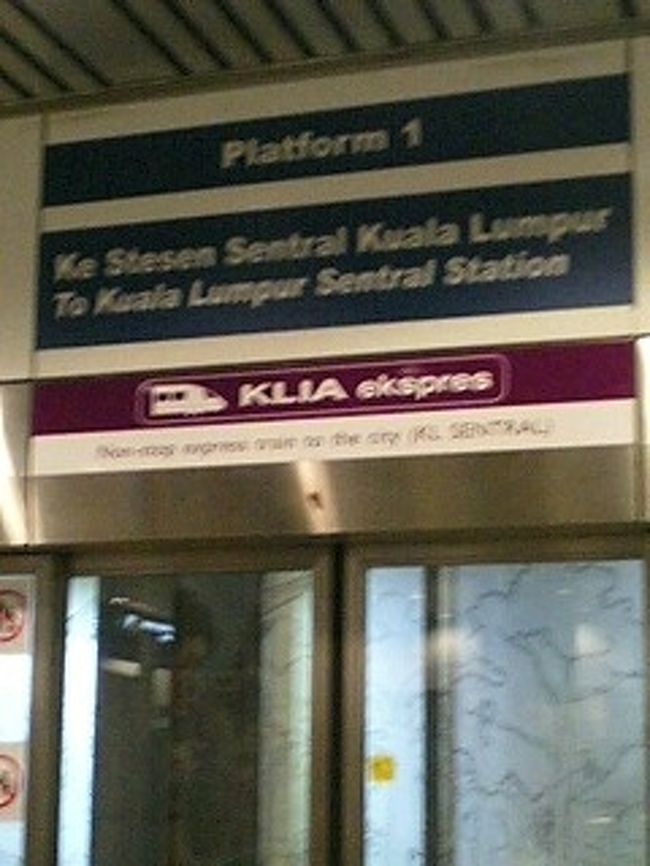 Platform 1
Ke Stesen Sentral Kuala Lumpur
To Kuala Lumpur Sentral Station
KLIA ekspres
Non-stop express train to the city (KL SENTRAL)